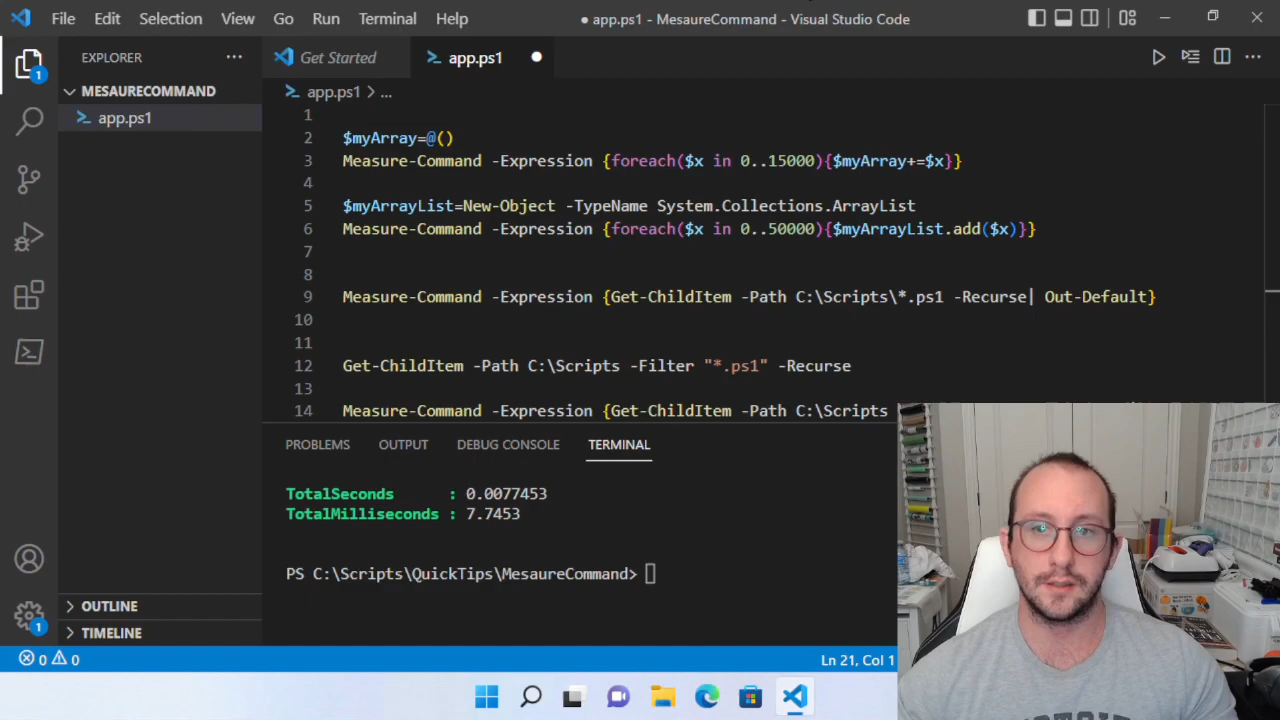 File Edit Selection View Go Run Terminal Help
● app.ps1 - MesaureCommand - Visual Studio Code
EXPLORER
Get Started
app.ps1
MESAURECOMMAND
app.ps1
app.ps1 > ...
1
2 $myArray=@()
3 Measure-Command -Expression {foreach($x in 0..15000){$myArray+=$x}}
4
5 $myArrayList=New-Object -TypeName System.Collections.ArrayList
6 Measure-Command -Expression {foreach($x in 0..50000){$myArrayList.add($x)}}
7
8
9 Measure-Command -Expression {Get-ChildItem -Path C:\Scripts\*.ps1 -Recurse| Out-Default}
10
11
12 Get-ChildItem -Path C:\Scripts -Filter "*.ps1" -Recurse
13
14 Measure-Command -Expression {Get-ChildItem -Path C:\Scripts
PROBLEMS OUTPUT DEBUG CONSOLE TERMINAL
TotalSeconds : 0.0077453
TotalMilliseconds : 7.7453
PS C:\Scripts\QuickTips\MesaureCommand>
OUTLINE
TIMELINE
1
1
0 0
Ln 21, Col 1